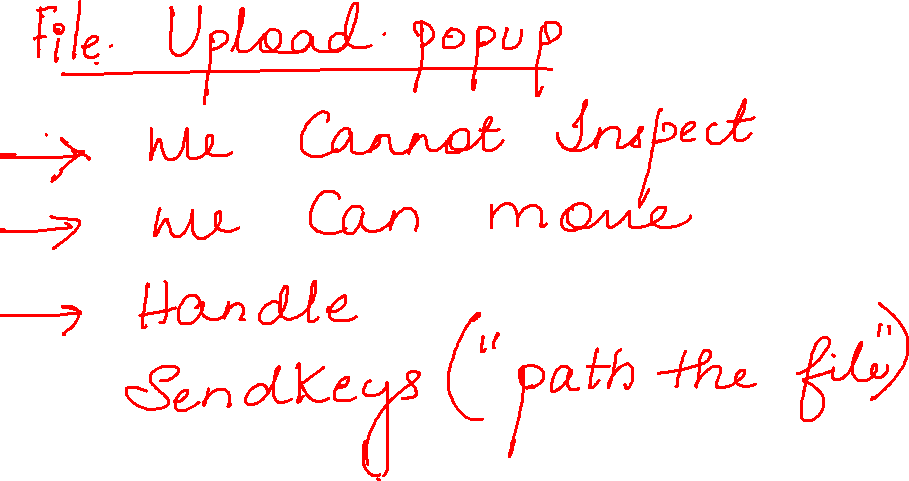 File Upload popup
→ We Cannot Inspect
→ We Can move
→ Handle
SendKeys ("path the file")